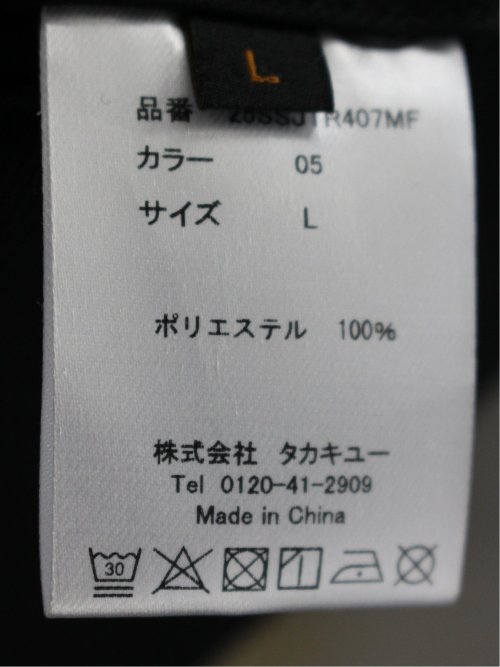 L
品番
カラー 05
サイズ L
ポリエステル 100%
株式会社 タカキュー
Tel 0120-41-2909
Made in China
30